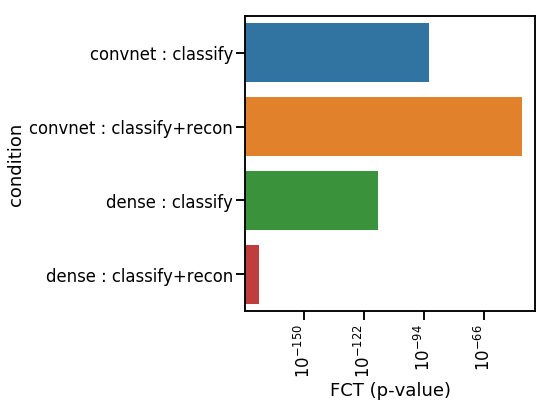 condition
convnet : classify
convnet : classify+recon
dense : classify
dense : classify+recon
10⁻¹⁵⁰
10⁻¹²²
10⁻⁹⁴
10⁻⁶⁶
FCT (p-value)